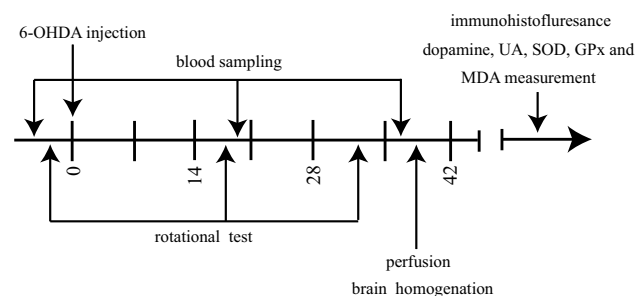 6-OHDA injection
blood sampling
immunohistofluresance
dopamine, UA, SOD, GPx and
MDA measurement
0
14
28
42
rotational test
perfusion
brain homogenation